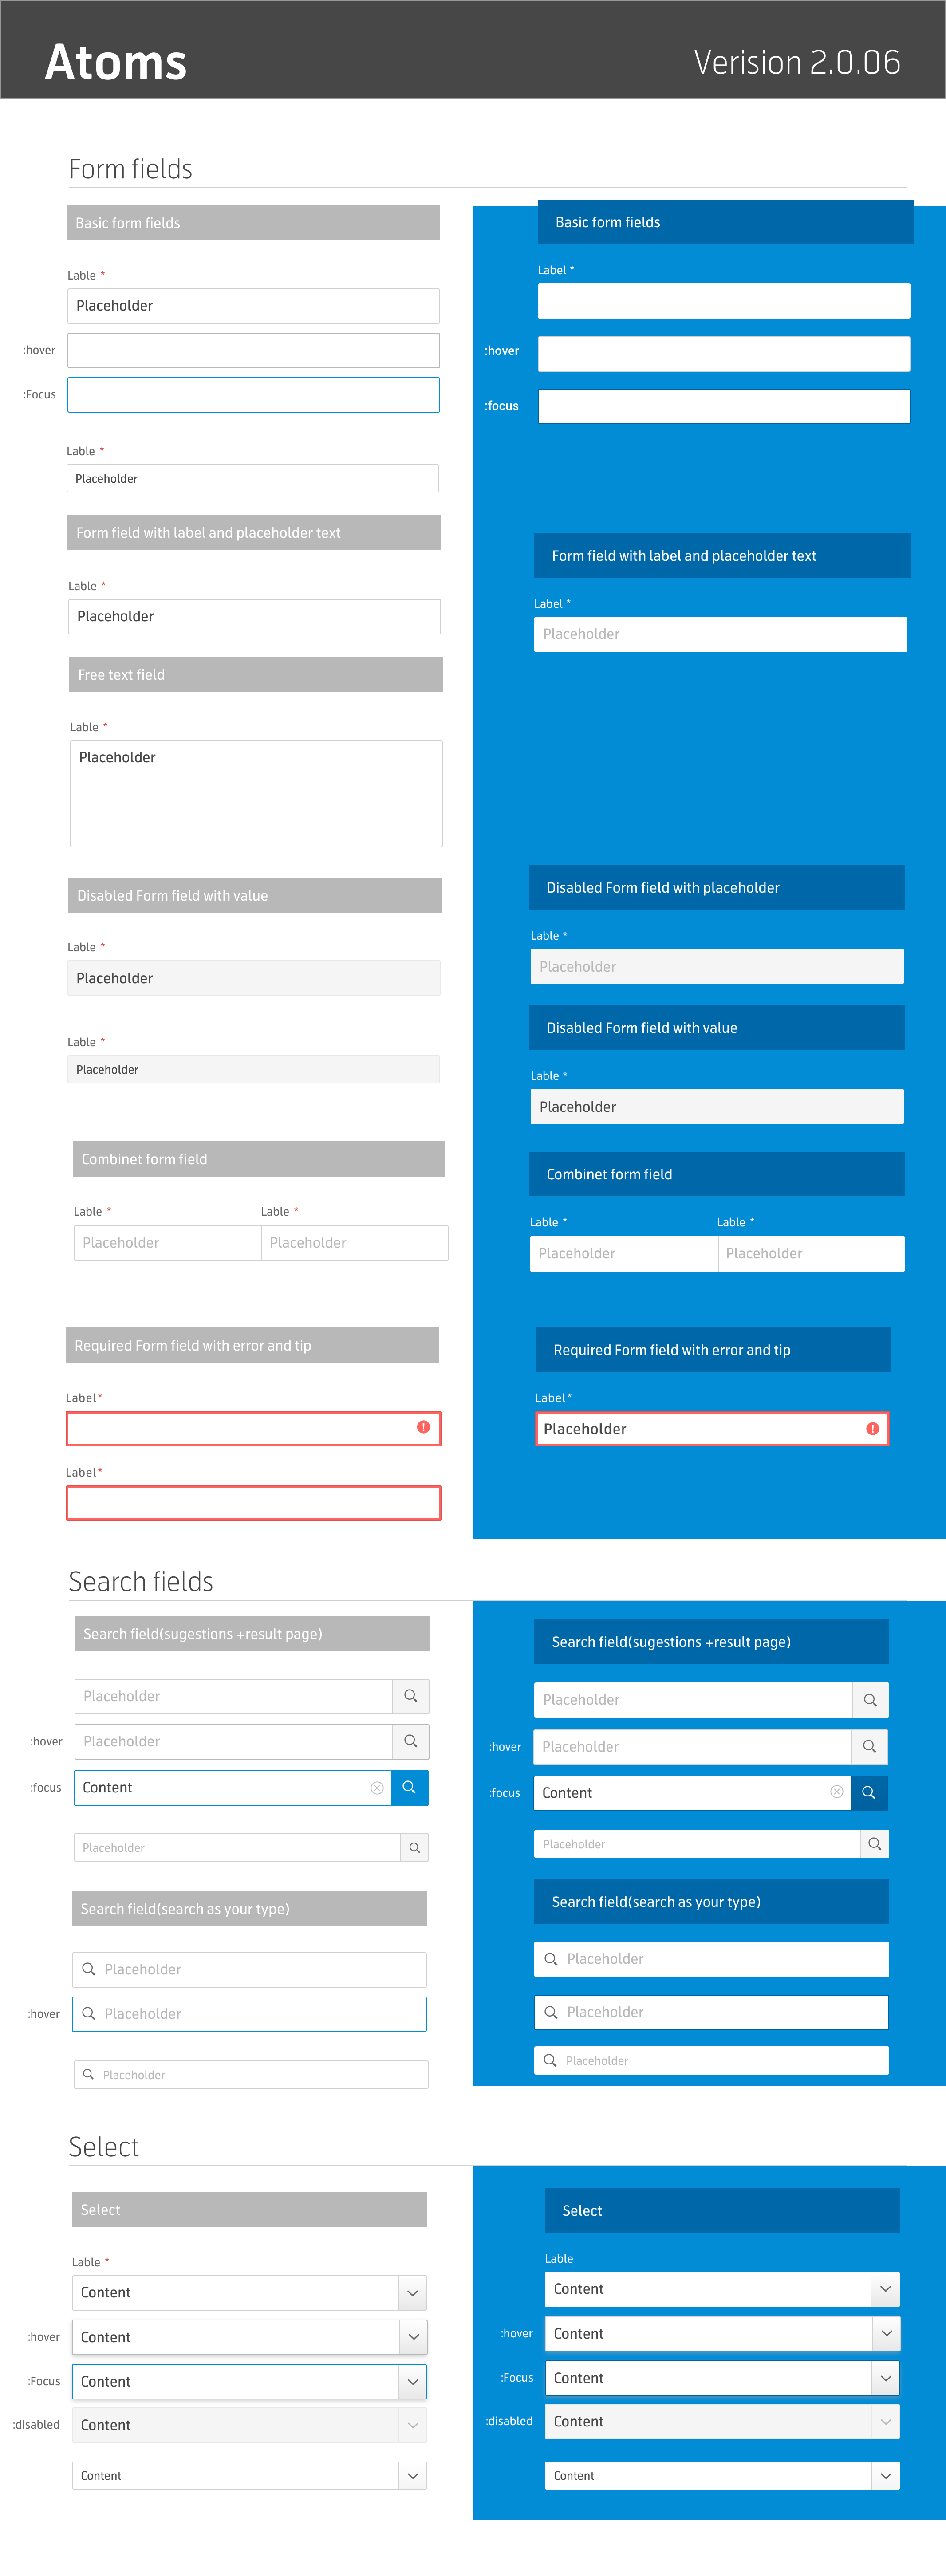 Atoms
Verision 2.0.06
Form fields
Basic form fields
Lable *
Placeholder
:hover
:Focus
Lable *
Placeholder
Form field with label and placeholder text
Lable *
Placeholder
Free text field
Lable *
Placeholder
Disabled Form field with value
Lable *
Placeholder
Lable *
Placeholder
Combinet form field
Lable * Lable *
Placeholder Placeholder
Required Form field with error and tip
Label*
Label*
Basic form fields
Label *
:hover
:focus
Form field with label and placeholder text
Label *
Placeholder
Disabled Form field with placeholder
Lable *
Placeholder
Disabled Form field with value
Lable *
Placeholder
Combinet form field
Lable * Lable *
Placeholder Placeholder
Required Form field with error and tip
Label*
Placeholder
Search fields
Search field(sugestions +result page)
Placeholder
:hover Placeholder
:focus Content
Placeholder
Search field(search as your type)
Placeholder
:hover Placeholder
Placeholder
Search field(sugestions +result page)
Placeholder
:hover Placeholder
:focus Content
Placeholder
Search field(search as your type)
Placeholder
Placeholder
Placeholder
Select
Select
Lable *
Content
:hover Content
:Focus Content
:disabled Content
Content
Select
Lable
Content
:hover Content
:Focus Content
:disabled Content
Content